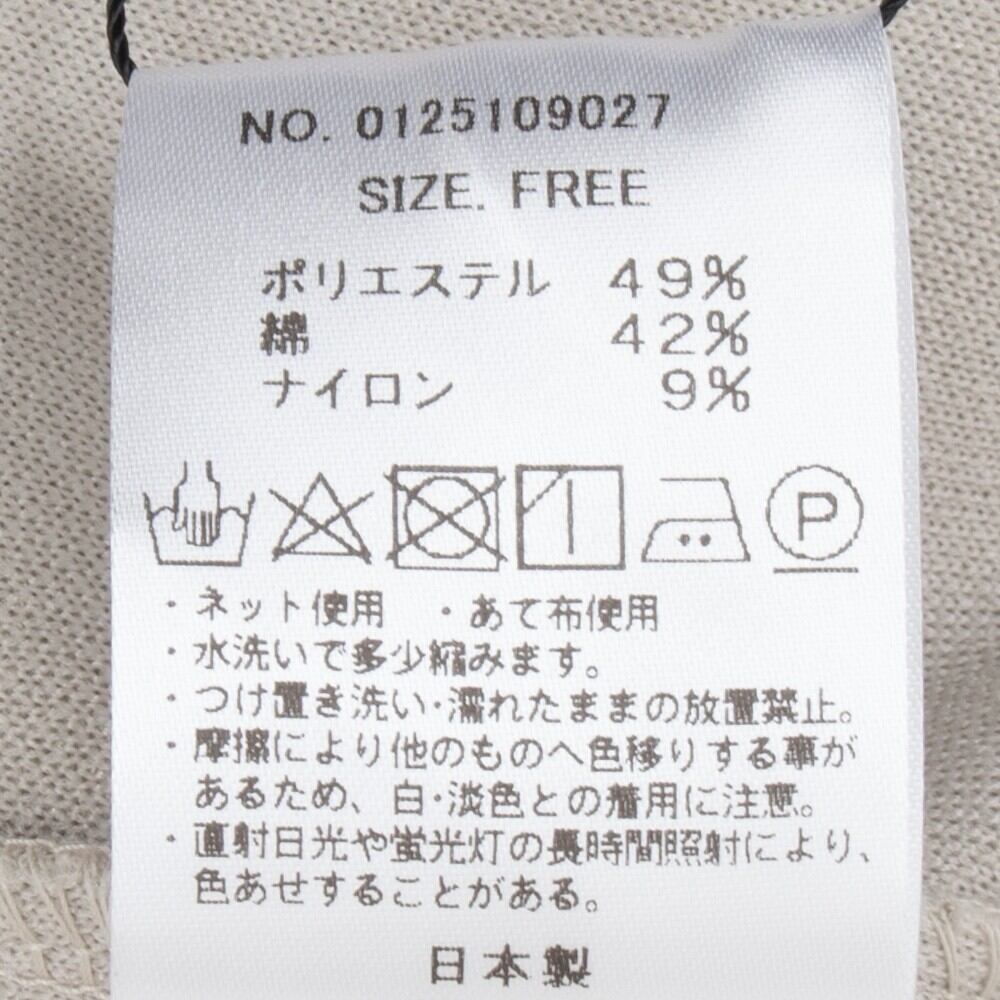 NO. 0125109027
SIZE. FREE
ポリエステル 49%
綿 42%
ナイロン 9%
P
・ネット使用 ・あて布使用
・水洗いで多少縮みます。
・つけ置き洗い・濡れたままの放置禁止。
・摩擦により他のものへ色移りする事が
あるため、白・淡色との着用に注意。
・直射日光や蛍光灯の長時間照射により、
色あせすることがある。
日本製